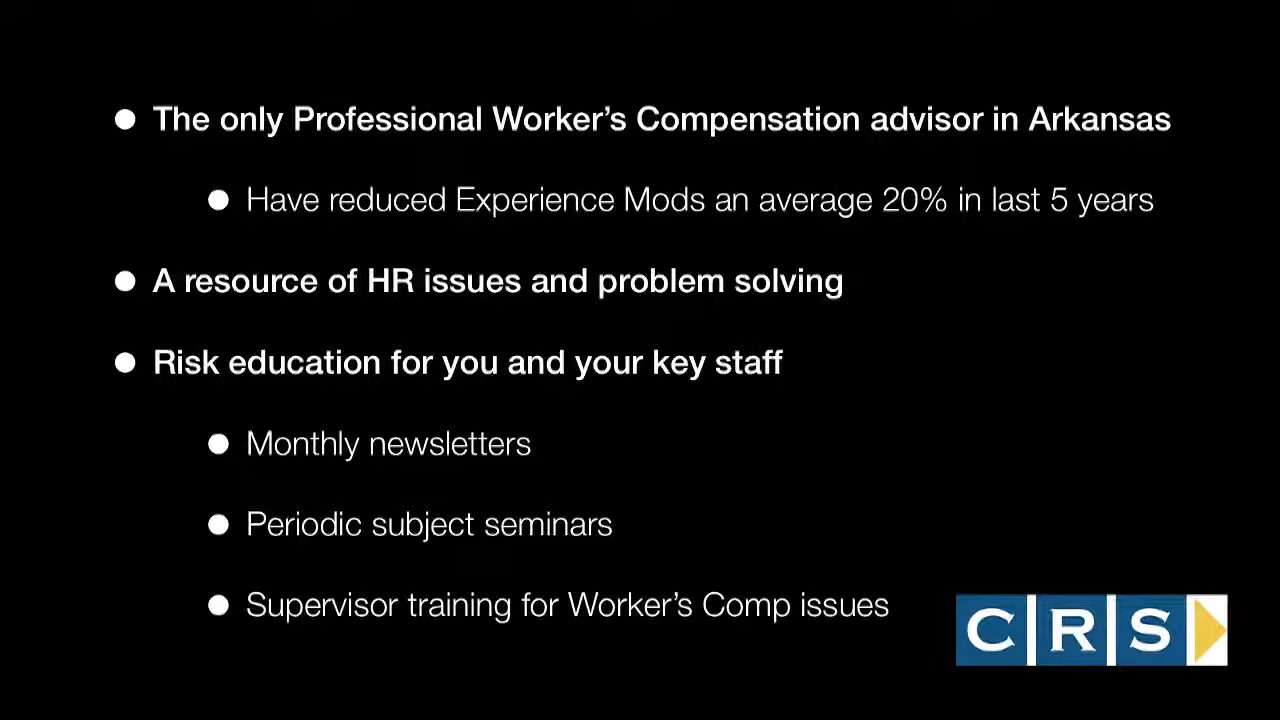 ● The only Professional Worker’s Compensation advisor in Arkansas
● Have reduced Experience Mods an average 20% in last 5 years
● A resource of HR issues and problem solving
● Risk education for you and your key staff
● Monthly newsletters
● Periodic subject seminars
● Supervisor training for Worker’s Comp issues
CRS